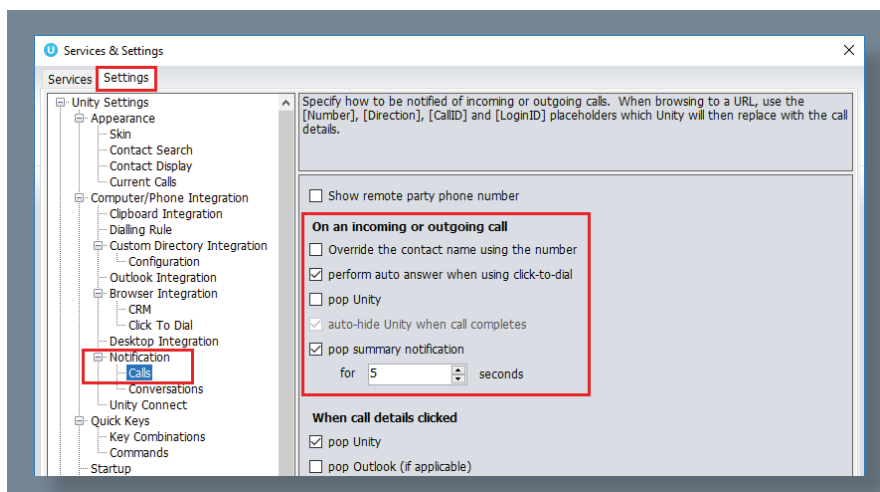 Services & Settings
Services Settings
Unity Settings
Appearance
Skin
Contact Search
Contact Display
Current Calls
Computer/Phone Integration
Clipboard Integration
Dialling Rule
Custom Directory Integration
Configuration
Outlook Integration
Browser Integration
CRM
Click To Dial
Desktop Integration
Notification
Calls
Conversations
Unity Connect
Quick Keys
Key Combinations
Commands
Startup
Specify how to be notified of incoming or outgoing calls. When browsing to a URL, use the
[Number], [Direction], [CallID] and [LoginID] placeholders which Unity will then replace with the call
details.
Show remote party phone number
On an incoming or outgoing call
Override the contact name using the number
perform auto answer when using click-to-dial
pop Unity
auto-hide Unity when call completes
pop summary notification
for 5 seconds
When call details clicked
pop Unity
pop Outlook (if applicable)